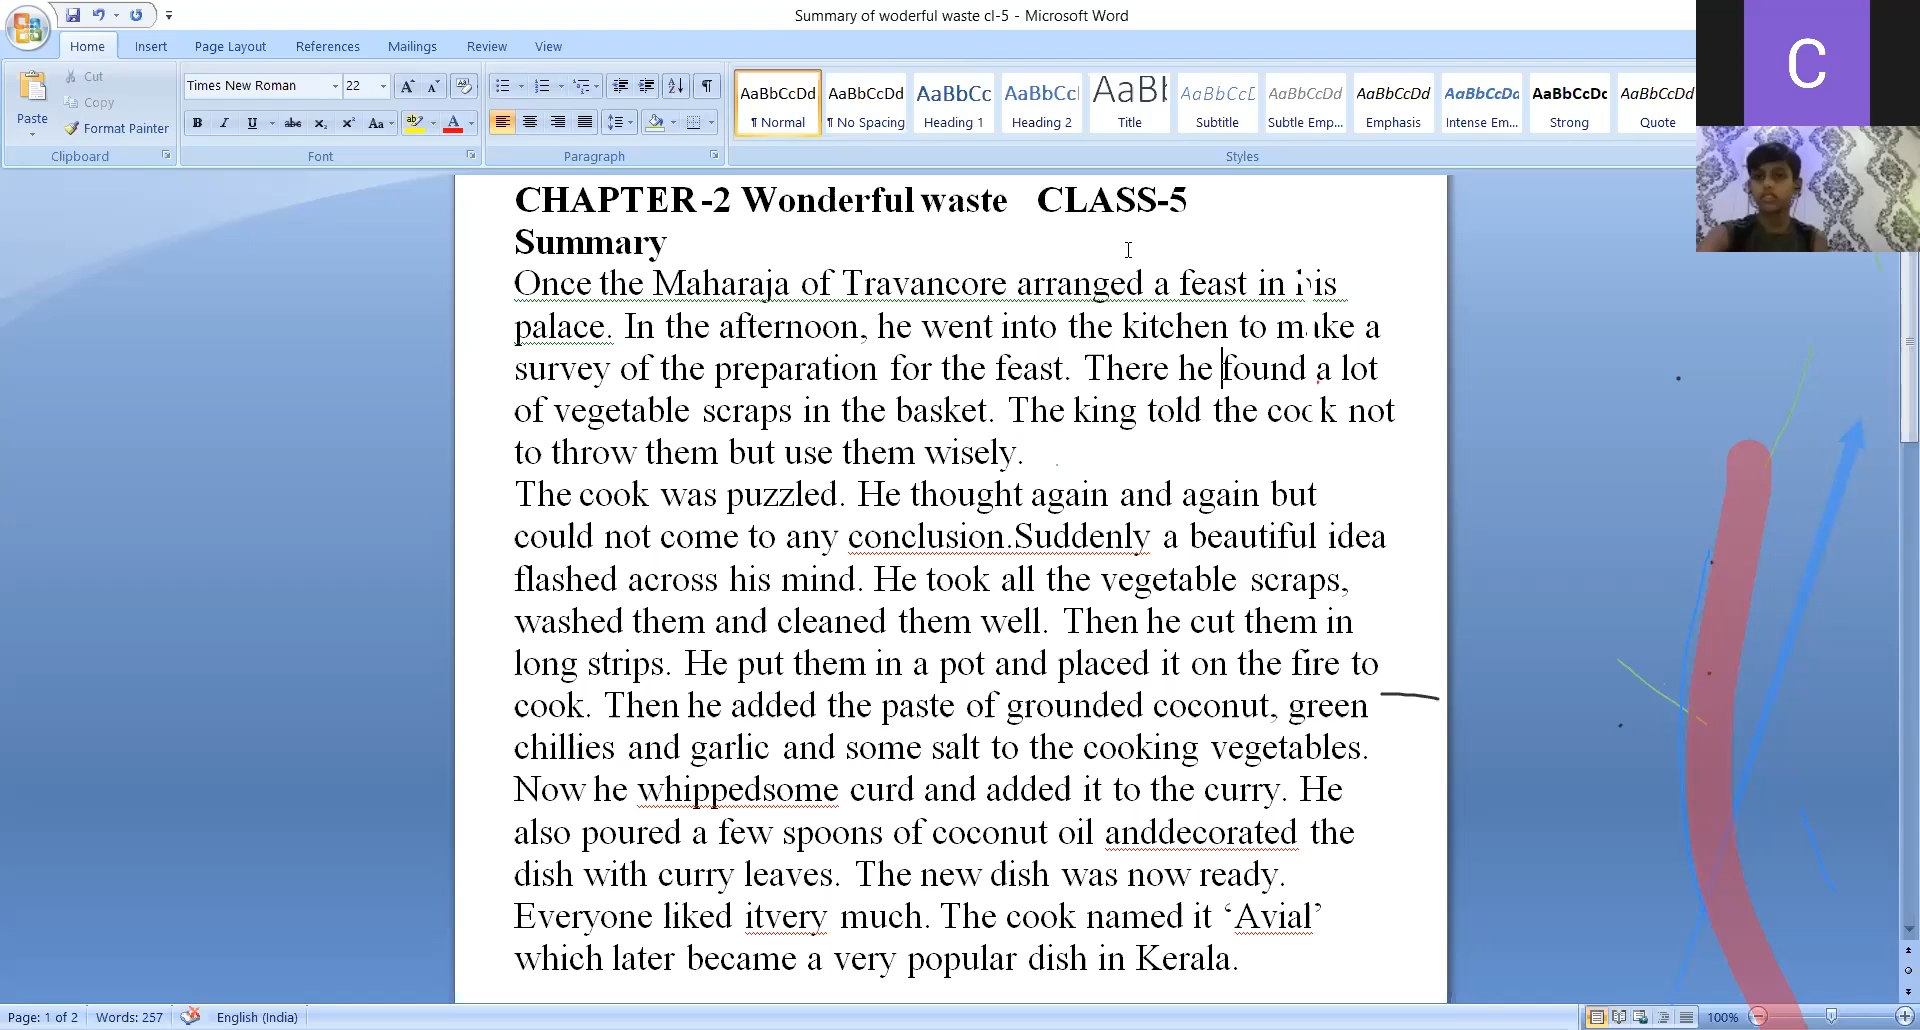 Summary of woderful waste cl-5 - Microsoft Word
Home Insert Page Layout References Mailings Review View
Paste
Cut
Copy
Format Painter
Clipboard
Times New Roman 22
Font
Paragraph
AaBbCcDd AaBbCcDd AaBbCc AaBbCc AaB AaBbCcD AaBbCcDd AaBbCcDd AaBbCcDd AaBbCcDc AaBbCcDd
¶ Normal ¶ No Spacing Heading 1 Heading 2 Title Subtitle Subtle Emp... Emphasis Intense Em... Strong Quote
Styles
C
CHAPTER-2 Wonderful waste CLASS-5
Summary
Once the Maharaja of Travancore arranged a feast in his
palace. In the afternoon, he went into the kitchen to make a
survey of the preparation for the feast. There he found a lot
of vegetable scraps in the basket. The king told the cook not
to throw them but use them wisely.
The cook was puzzled. He thought again and again but
could not come to any conclusion.Suddenly a beautiful idea
flashed across his mind. He took all the vegetable scraps,
washed them and cleaned them well. Then he cut them in
long strips. He put them in a pot and placed it on the fire to
cook. Then he added the paste of grounded coconut, green
chillies and garlic and some salt to the cooking vegetables.
Now he whippedsome curd and added it to the curry. He
also poured a few spoons of coconut oil anddecorated the
dish with curry leaves. The new dish was now ready.
Everyone liked itvery much. The cook named it ‘Avial’
which later became a very popular dish in Kerala.
Page: 1 of 2 Words: 257 English (India) 100%